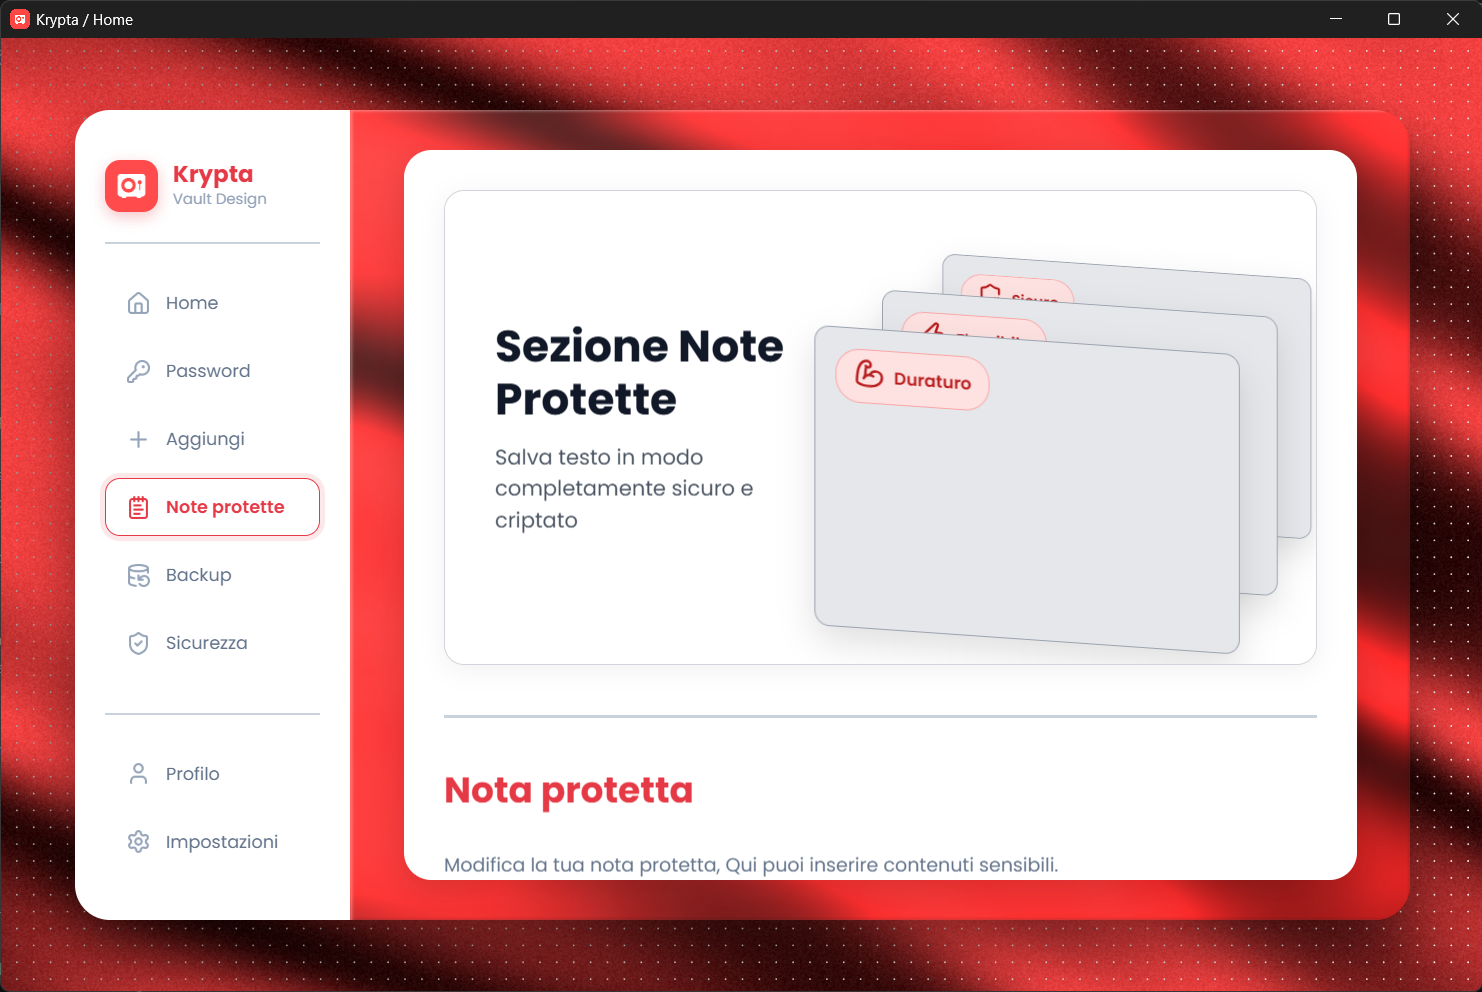 Krypta / Home
Krypta
Vault Design
Home
Password
Aggiungi
Note protette
Backup
Sicurezza
Profilo
Impostazioni
Sezione Note
Protette
Salva testo in modo
completamente sicuro e
criptato
Sicuro
Duraturo
Nota protetta
Modifica la tua nota protetta, Qui puoi inserire contenuti sensibili.